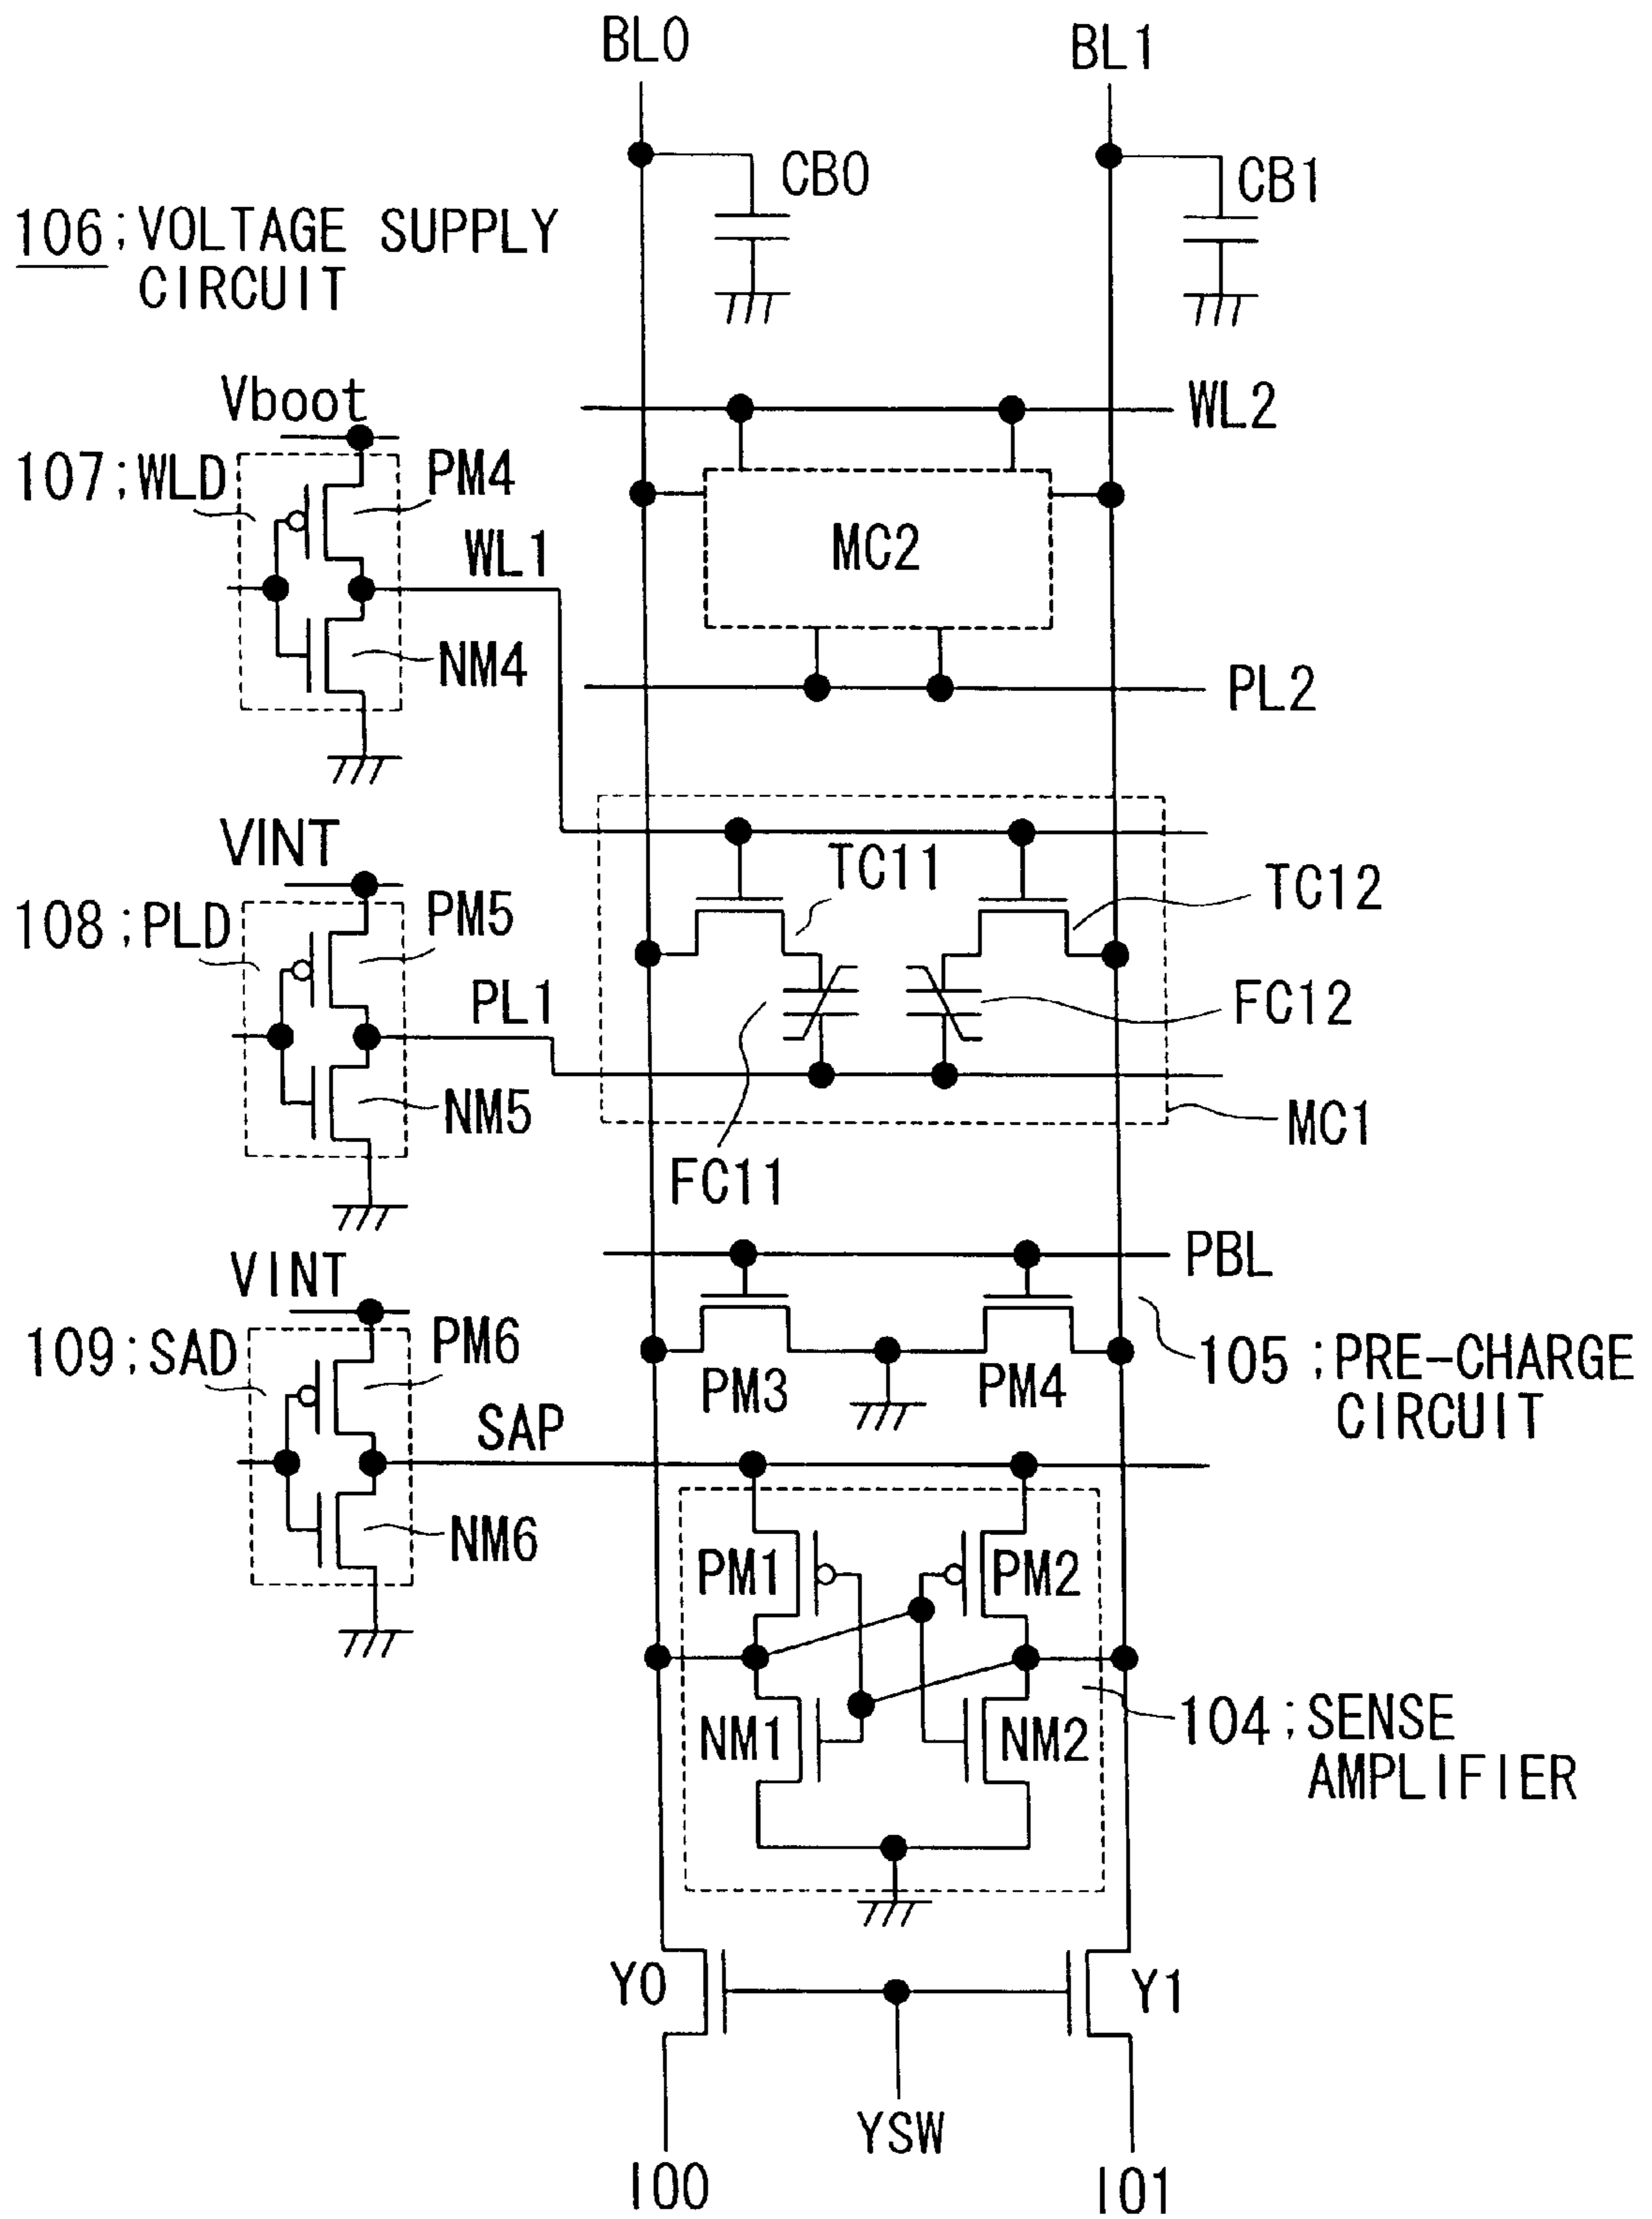 BL0
BL1
CB0
CB1
106 ; VOLTAGE SUPPLY
CIRCUIT
Vboot
WL2
107 ; WLD
PM4
WL1
MC2
NM4
PL2
VINT
TC11
TC12
108 ; PLD
PM5
PL1
FC12
NM5
MC1
FC11
VINT
PBL
109 ; SAD
PM6
105 ; PRE-CHARGE
CIRCUIT
PM3
PM4
SAP
NM6
PM1
PM2
NM1
NM2
104 ; SENSE
AMPLIFIER
Y0
Y1
YSW
IO0
IO1